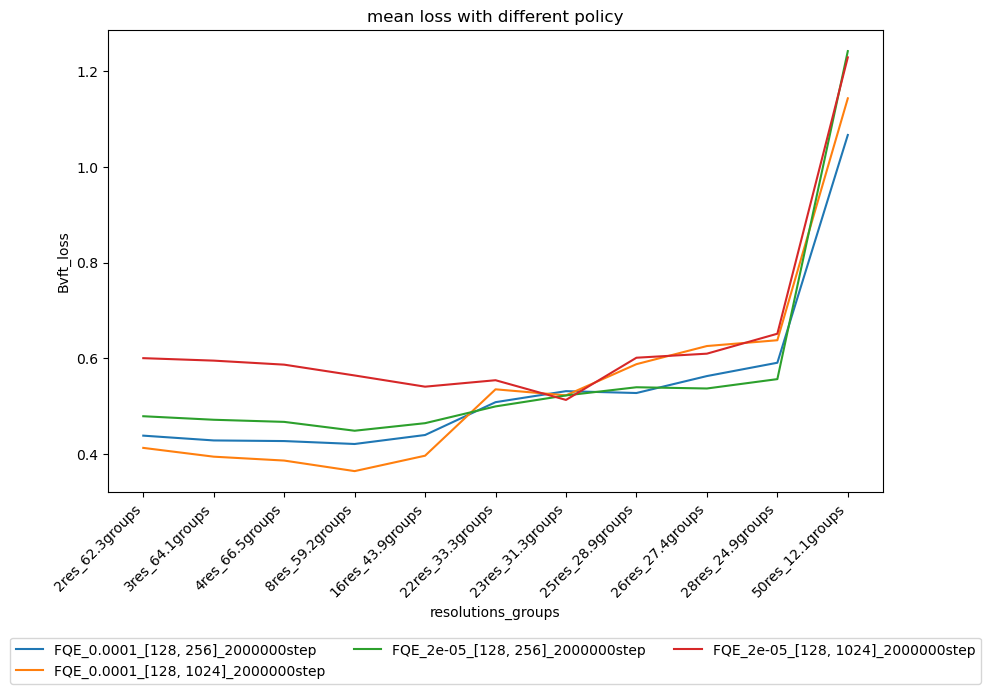 mean loss with different policy
Bvft_loss
1.2
1.0
0.8
0.6
0.4
2res_62.3groups
3res_64.1groups
4res_66.5groups
8res_59.2groups
16res_43.9groups
22res_33.3groups
23res_31.3groups
25res_28.9groups
26res_27.4groups
28res_24.9groups
50res_12.1groups
resolutions_groups
FQE_0.0001_[128, 256]_2000000step
FQE_0.0001_[128, 1024]_2000000step
FQE_2e-05_[128, 256]_2000000step
FQE_2e-05_[128, 1024]_2000000step